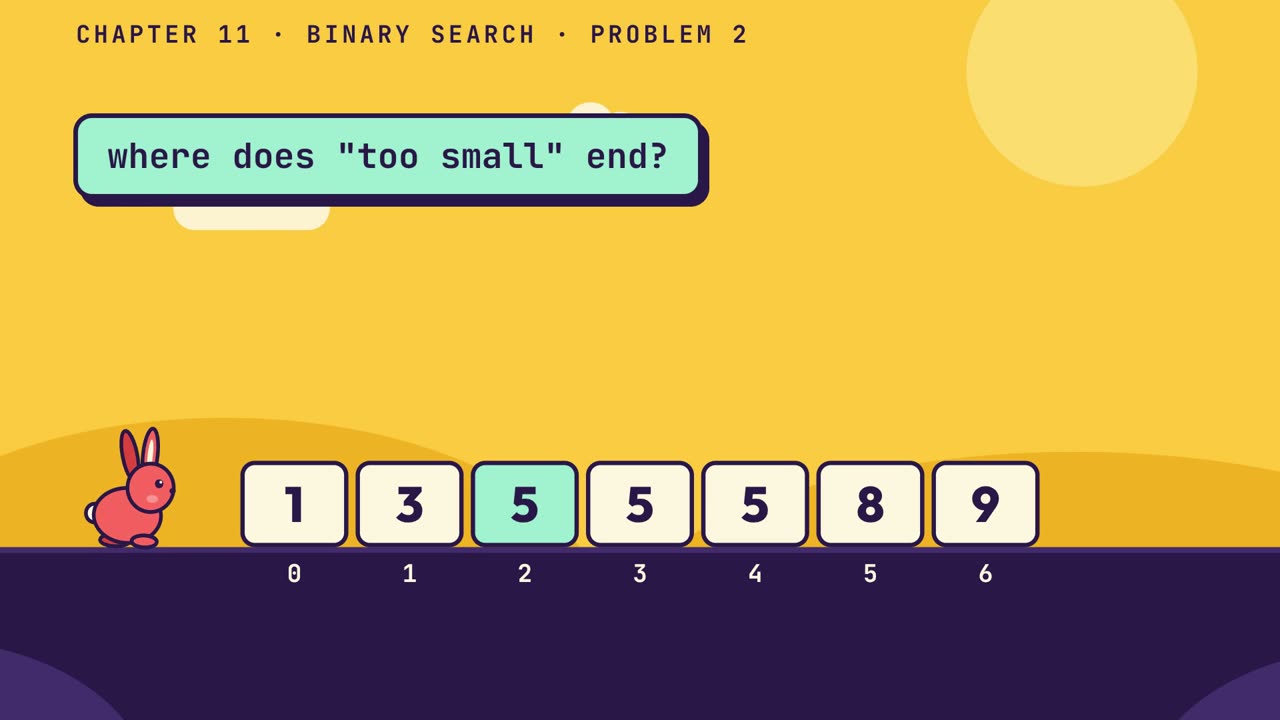 CHAPTER 11 · BINARY SEARCH · PROBLEM 2
where does "too small" end?
1 3 5 5 5 8 9
0 1 2 3 4 5 6